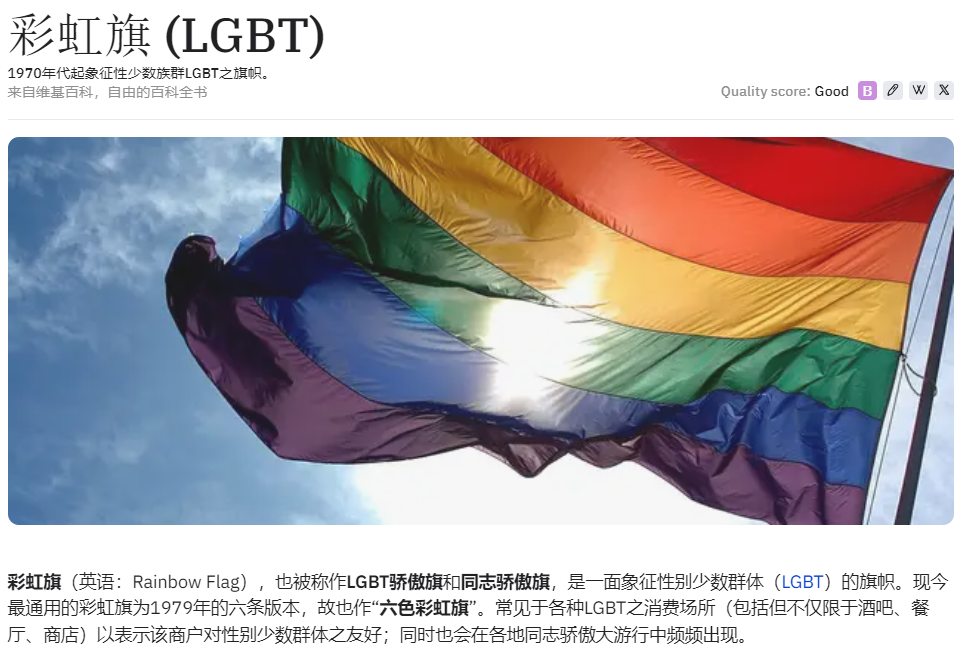 彩虹旗 (LGBT)
1970年代起象征性少数族群LGBT之旗帜。
来自维基百科，自由的百科全书
Quality score: Good B W X
彩虹旗（英语：Rainbow Flag），也被称作LGBT骄傲旗和同志骄傲旗，是一面象征性别少数群体（LGBT）的旗帜。现今
最通用的彩虹旗为1979年的六条版本，故也作“六色彩虹旗”。常见于各种LGBT之消费场所（包括但不仅限于酒吧、餐
厅、商店）以表示该商户对性别少数群体之友好；同时也会在各地同志骄傲大游行中频频出现。